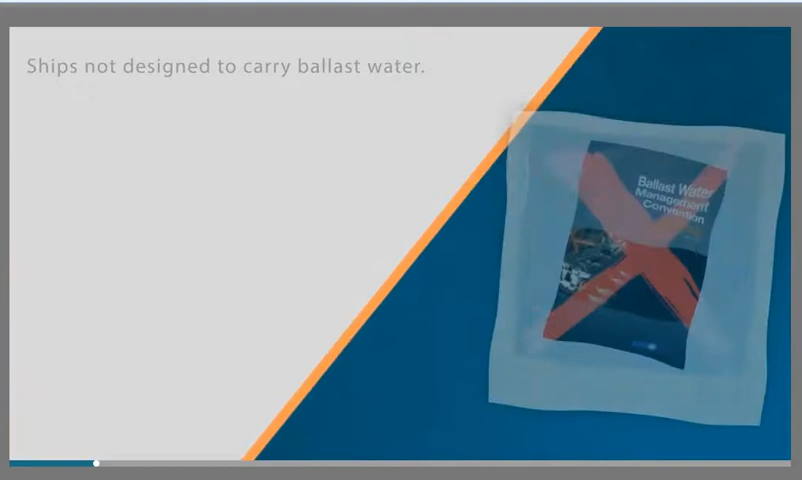 Ships not designed to carry ballast water.
Ballast Water
Management
Convention